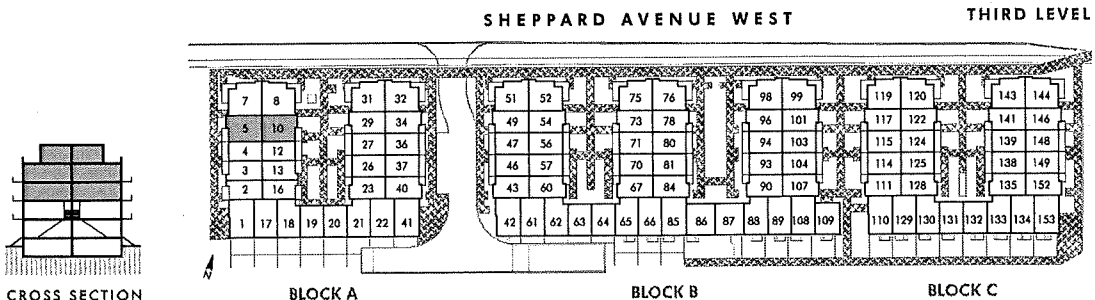 SHEPPARD AVENUE WEST
THIRD LEVEL
7 8 31 32 51 52 75 76 98 99 119 120 143 144
5 10 29 34 49 54 73 78 96 101 117 122 141 146
4 12 27 36 47 56 71 80 94 103 115 124 139 148
3 13 26 37 46 57 70 81 93 104 114 125 138 149
2 16 23 40 43 60 67 84 90 107 111 128 135 152
1 17 18 19 20 21 22 41 42 61 62 63 64 65 66 85 86 87 88 89 108 109 110 129 130 131 132 133 134 153
N
CROSS SECTION
BLOCK A
BLOCK B
BLOCK C